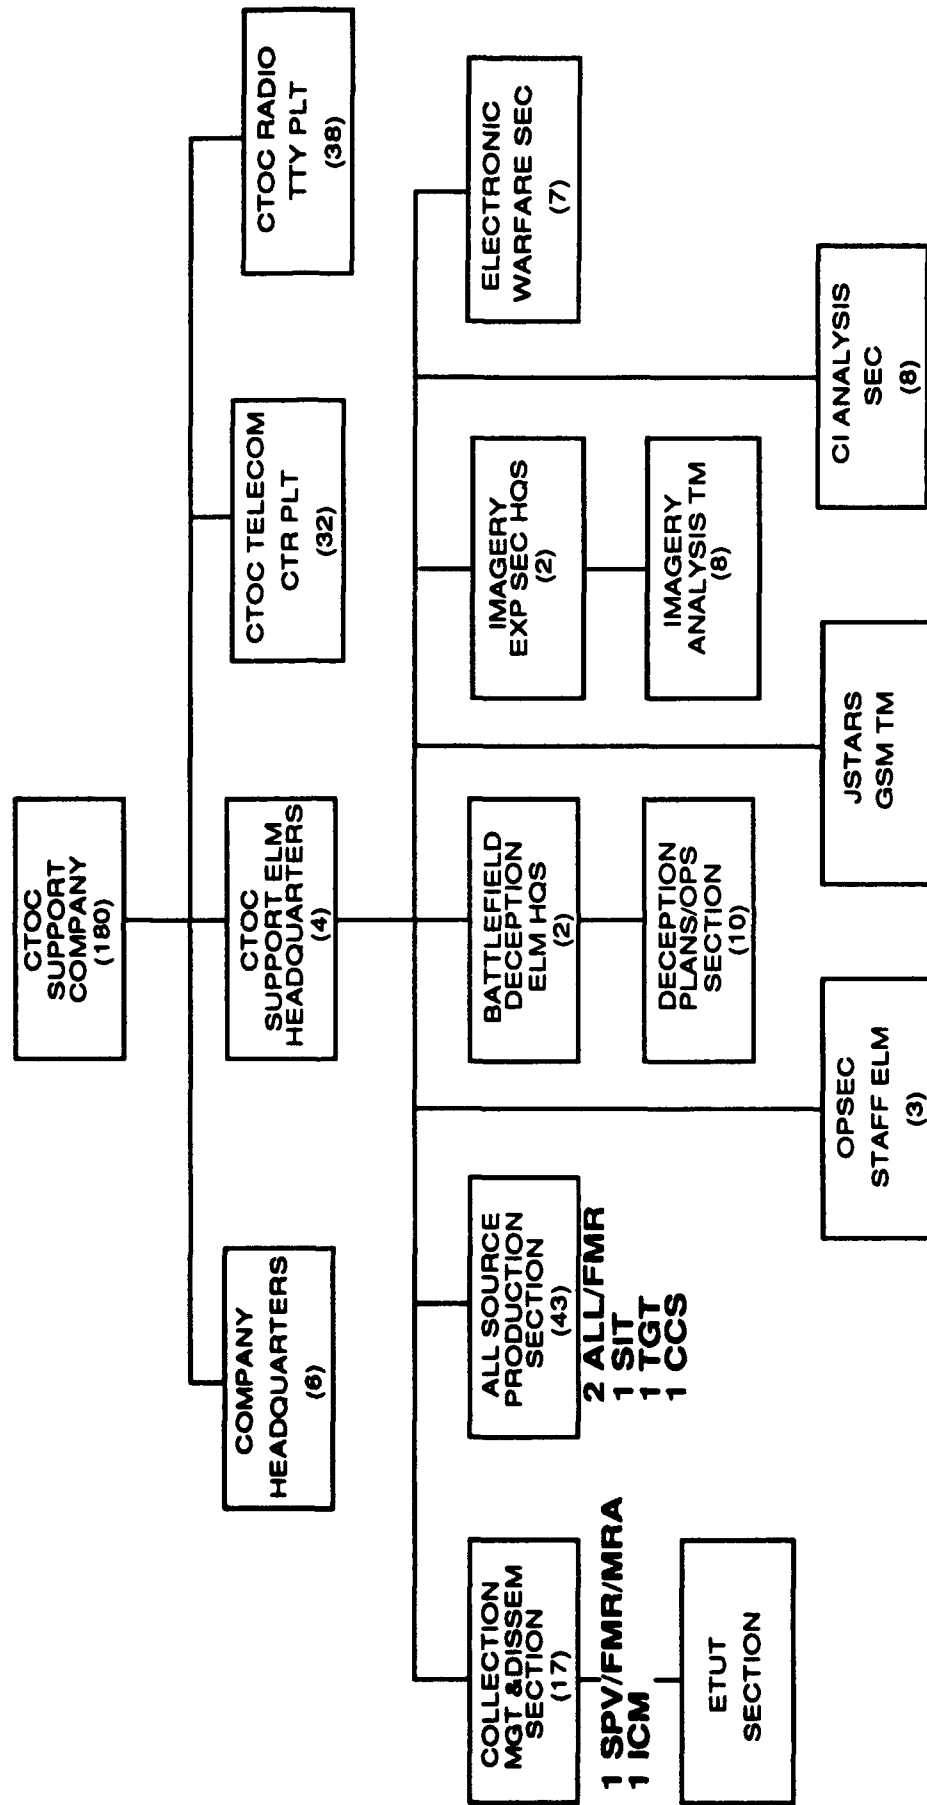 CTOC
SUPPORT
COMPANY
(180)
COMPANY
HEADQUARTERS
(6)
CTOC
SUPPORT ELM
HEADQUARTERS
(4)
CTOC TELECOM
CTR PLT
(32)
CTOC RADIO
TTY PLT
(38)
COLLECTION
MGT & DISSEM
SECTION
(17)
1 SPV/FMR/MRA
1 ICM
ETUT
SECTION
ALL SOURCE
PRODUCTION
SECTION
(43)
2 ALL/FMR
1 SIT
1 TGT
1 CCS
BATTLEFIELD
DECEPTION
ELM HQS
(2)
DECEPTION
PLANS/OPS
SECTION
(10)
IMAGERY
EXP SEC HQS
(2)
IMAGERY
ANALYSIS TM
(8)
ELECTRONIC
WARFARE SEC
(7)
OPSEC
STAFF ELM
(3)
JSTARS
GSM TM
CI ANALYSIS
SEC
(8)